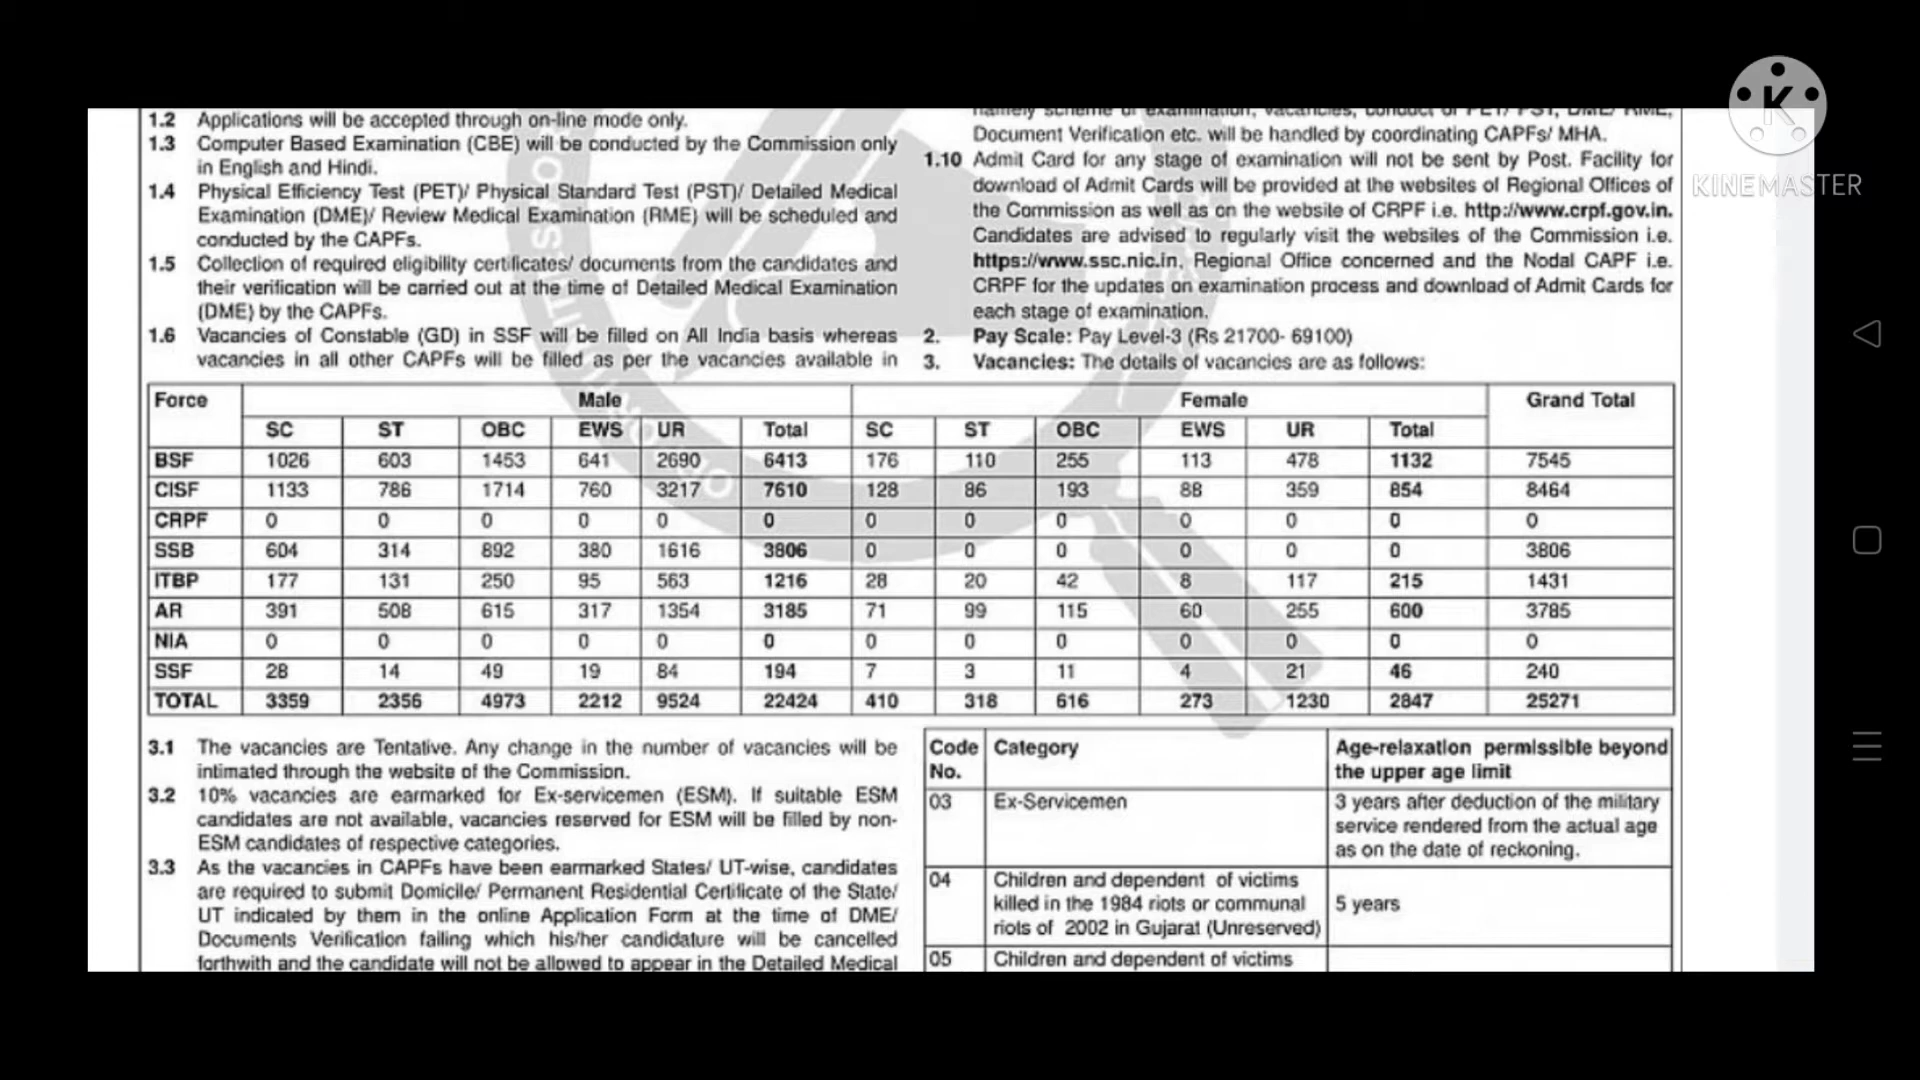 1.2 Applications will be accepted through on-line mode only.
1.3 Computer Based Examination (CBE) will be conducted by the Commission only
in English and Hindi.
1.4 Physical Efficiency Test (PET)/ Physical Standard Test (PST)/ Detailed Medical
Examination (DME)/ Review Medical Examination (RME) will be scheduled and
conducted by the CAPFs.
1.5 Collection of required eligibility certificates/ documents from the candidates and
their verification will be carried out at the time of Detailed Medical Examination
(DME) by the CAPFs.
1.6 Vacancies of Constable (GD) in SSF will be filled on All India basis whereas
vacancies in all other CAPFs will be filled as per the vacancies available in
namely scheme of examination, vacancies, conduct of PET/ PST, DME/ RME,
Document Verification etc. will be handled by coordinating CAPFs/ MHA.
1.10 Admit Card for any stage of examination will not be sent by Post. Facility for
download of Admit Cards will be provided at the websites of Regional Offices of
the Commission as well as on the website of CRPF i.e. http://www.crpf.gov.in.
Candidates are advised to regularly visit the websites of the Commission i.e.
https://www.ssc.nic.in, Regional Office concerned and the Nodal CAPF i.e.
CRPF for the updates on examination process and download of Admit Cards for
each stage of examination.
2. Pay Scale: Pay Level-3 (Rs 21700- 69100)
3. Vacancies: The details of vacancies are as follows:
Force Male Female Grand Total
SC ST OBC EWS UR Total SC ST OBC EWS UR Total
BSF 1026 603 1453 641 2690 6413 176 110 255 113 478 1132 7545
CISF 1133 786 1714 760 3217 7610 128 86 193 88 359 854 8464
CRPF 0 0 0 0 0 0 0 0 0 0 0 0 0
SSB 604 314 892 380 1616 3806 0 0 0 0 0 0 3806
ITBP 177 131 250 95 563 1216 28 20 42 8 117 215 1431
AR 391 508 615 317 1354 3185 71 99 115 60 255 600 3785
NIA 0 0 0 0 0 0 0 0 0 0 0 0 0
SSF 28 14 49 19 84 194 7 3 11 4 21 46 240
TOTAL 3359 2356 4973 2212 9524 22424 410 318 616 273 1230 2847 25271
3.1 The vacancies are Tentative. Any change in the number of vacancies will be
intimated through the website of the Commission.
3.2 10% vacancies are earmarked for Ex-servicemen (ESM). If suitable ESM
candidates are not available, vacancies reserved for ESM will be filled by non-
ESM candidates of respective categories.
3.3 As the vacancies in CAPFs have been earmarked States/ UT-wise, candidates
are required to submit Domicile/ Permanent Residential Certificate of the State/
UT indicated by them in the online Application Form at the time of DME/
Documents Verification failing which his/her candidature will be cancelled
forthwith and the candidate will not be allowed to appear in the Detailed Medical
Code No. Category Age-relaxation permissible beyond
the upper age limit
03 Ex-Servicemen 3 years after deduction of the military
service rendered from the actual age
as on the date of reckoning.
04 Children and dependent of victims
killed in the 1984 riots or communal 5 years
riots of 2002 in Gujarat (Unreserved)
05 Children and dependent of victims
K
KINEMASTER